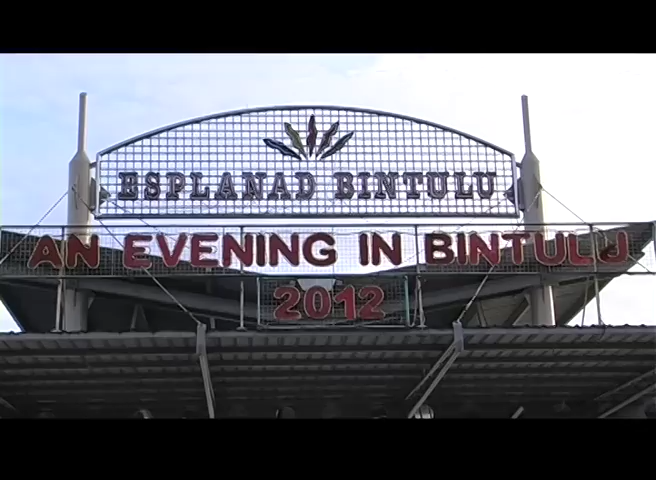 ESPLANAD BINTULU
AN EVENING IN BINTULU
2012